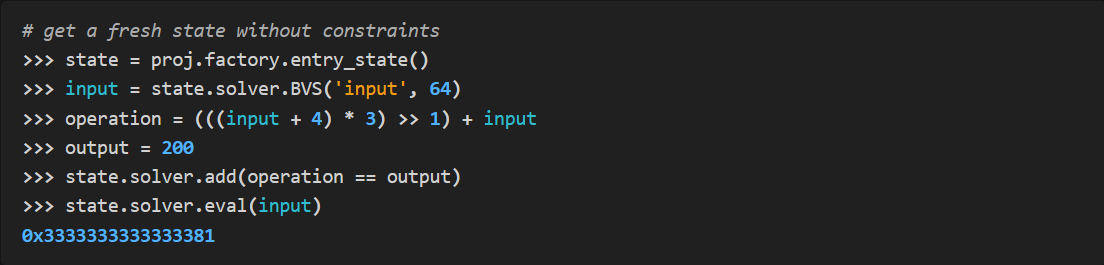 # get a fresh state without constraints
>>> state = proj.factory.entry_state()
>>> input = state.solver.BVS('input', 64)
>>> operation = (((input + 4) * 3) >> 1) + input
>>> output = 200
>>> state.solver.add(operation == output)
>>> state.solver.eval(input)
0x3333333333333381